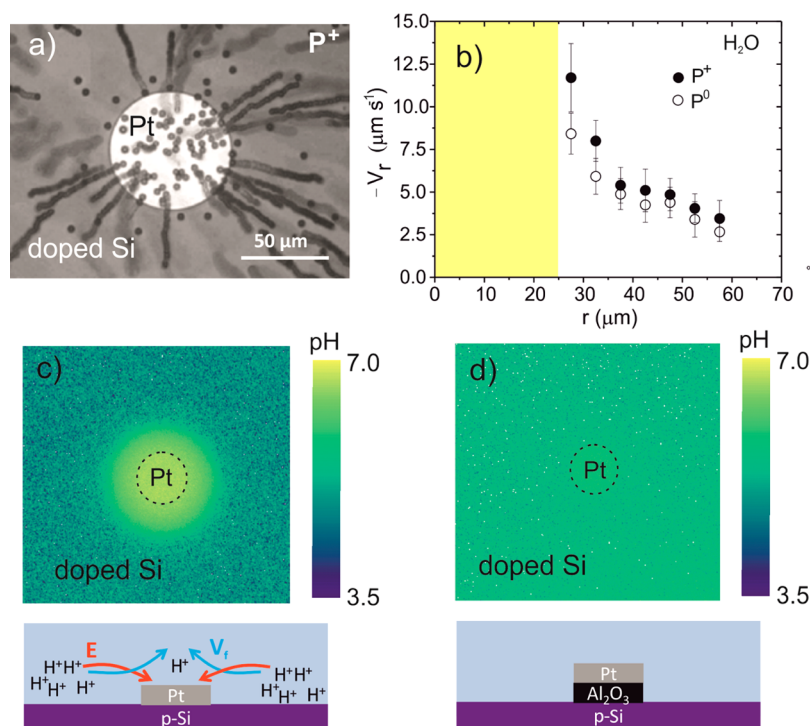 a)
P⁺
Pt
doped Si
50 µm
b)
H₂O
P⁺
P⁰
15.0
12.5
10.0
7.5
5.0
2.5
0.0
− Vr (µm s⁻¹)
0 10 20 30 40 50 60 70
r (µm)
°
c)
pH
7.0
Pt
doped Si
3.5
d)
pH
7.0
Pt
doped Si
3.5
E
Vf
H⁺H⁺
H⁺
H⁺H⁺
H⁺H⁺ H⁺
H⁺H⁺ H⁺
Pt
p-Si
Pt
Al₂O₃
p-Si